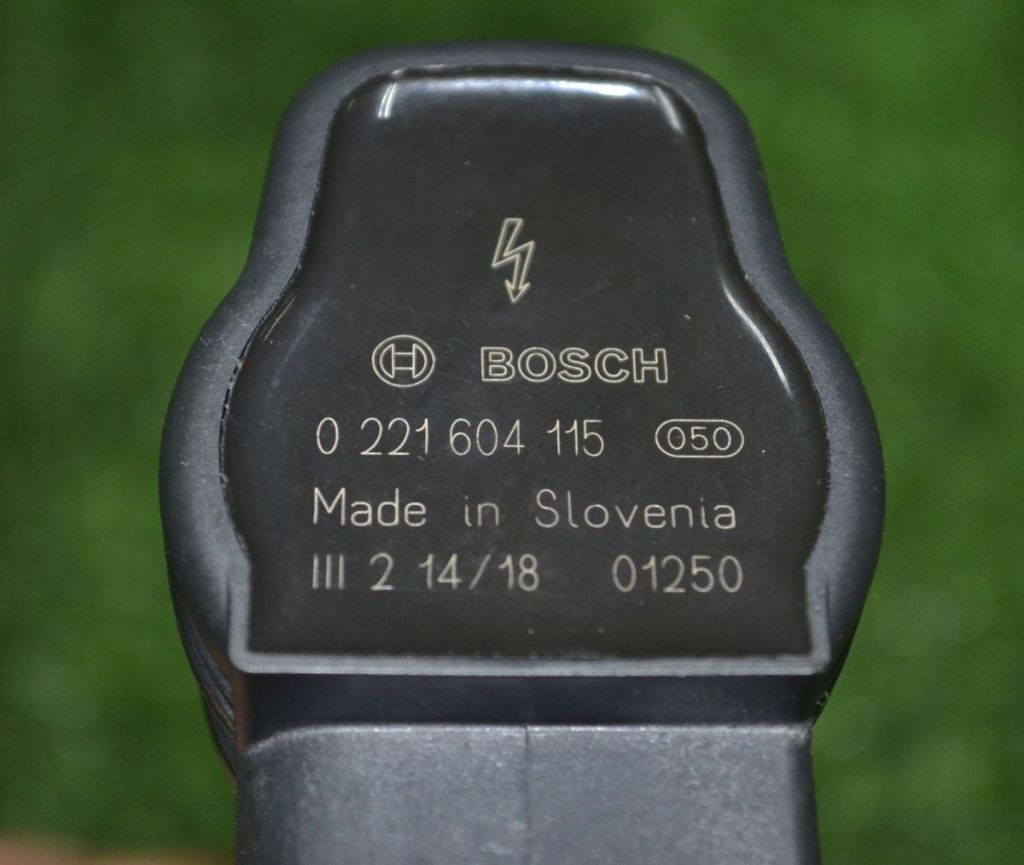 BOSCH
0 221 604 115 050
Made in Slovenia
III 2 14/18 01250